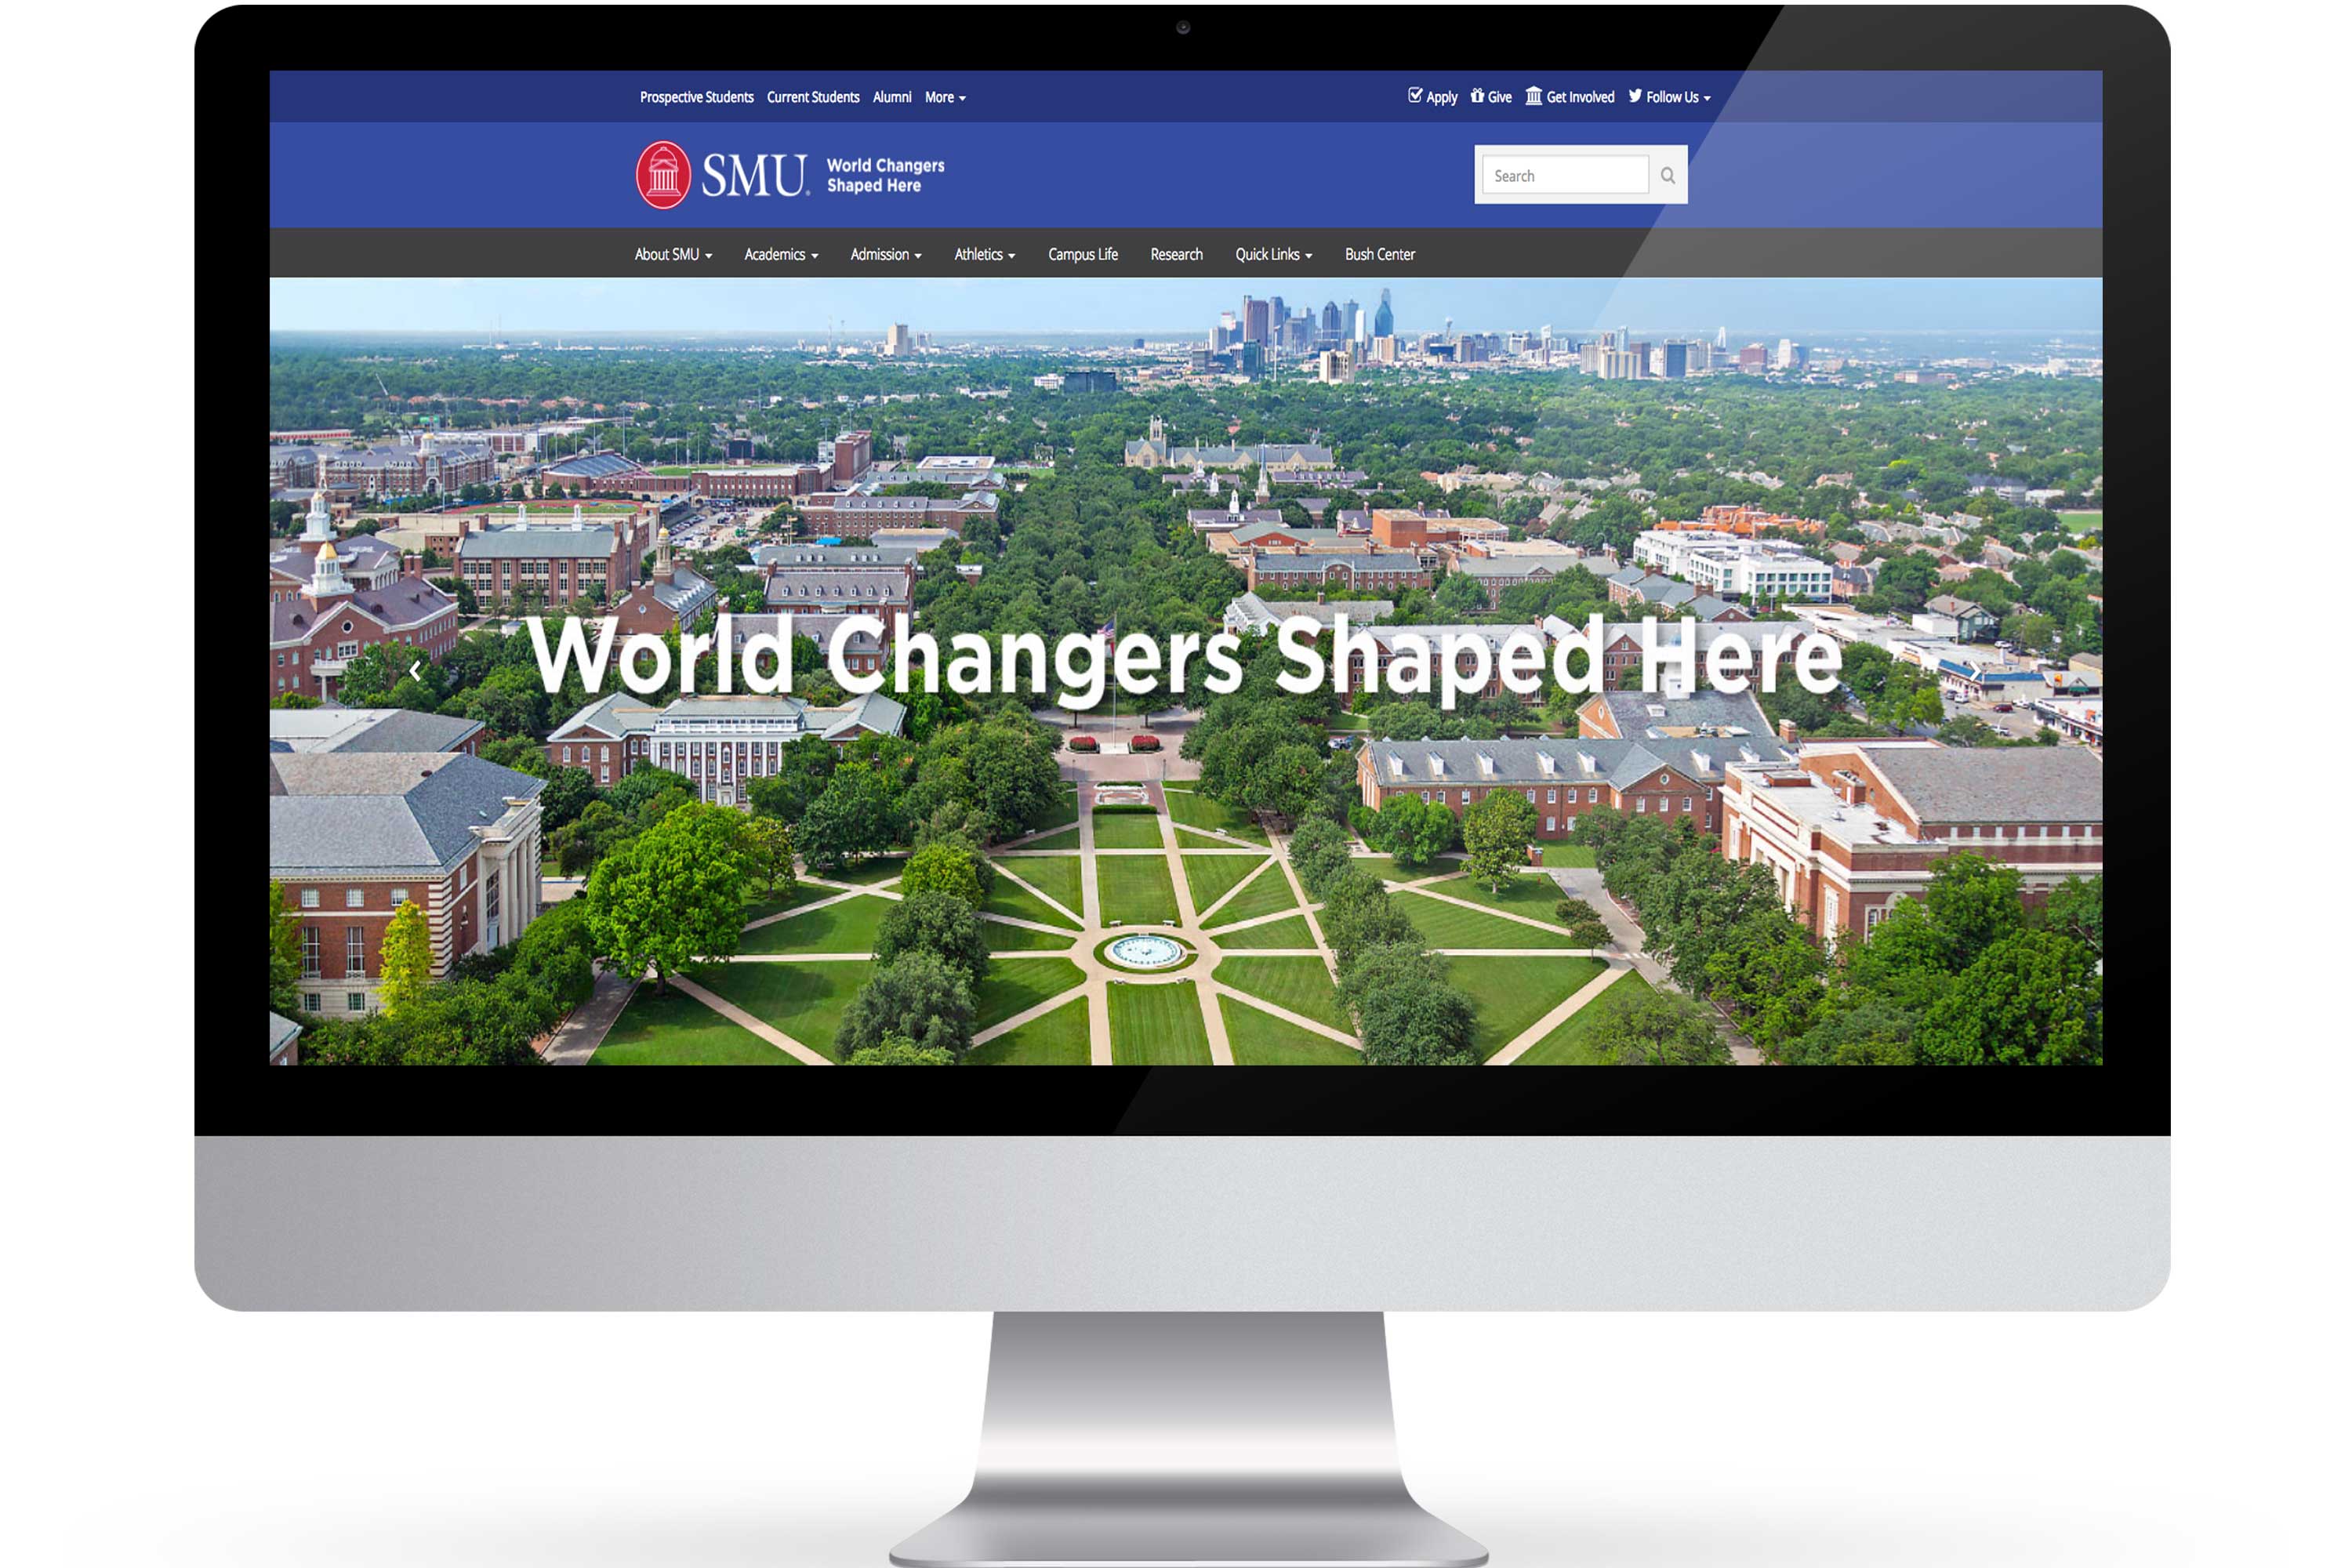 Prospective Students Current Students Alumni More
Apply Give Get Involved Follow Us
SMU®
World Changers
Shaped Here
Search
About SMU Academics Admission Athletics Campus Life Research Quick Links Bush Center
World Changers Shaped Here